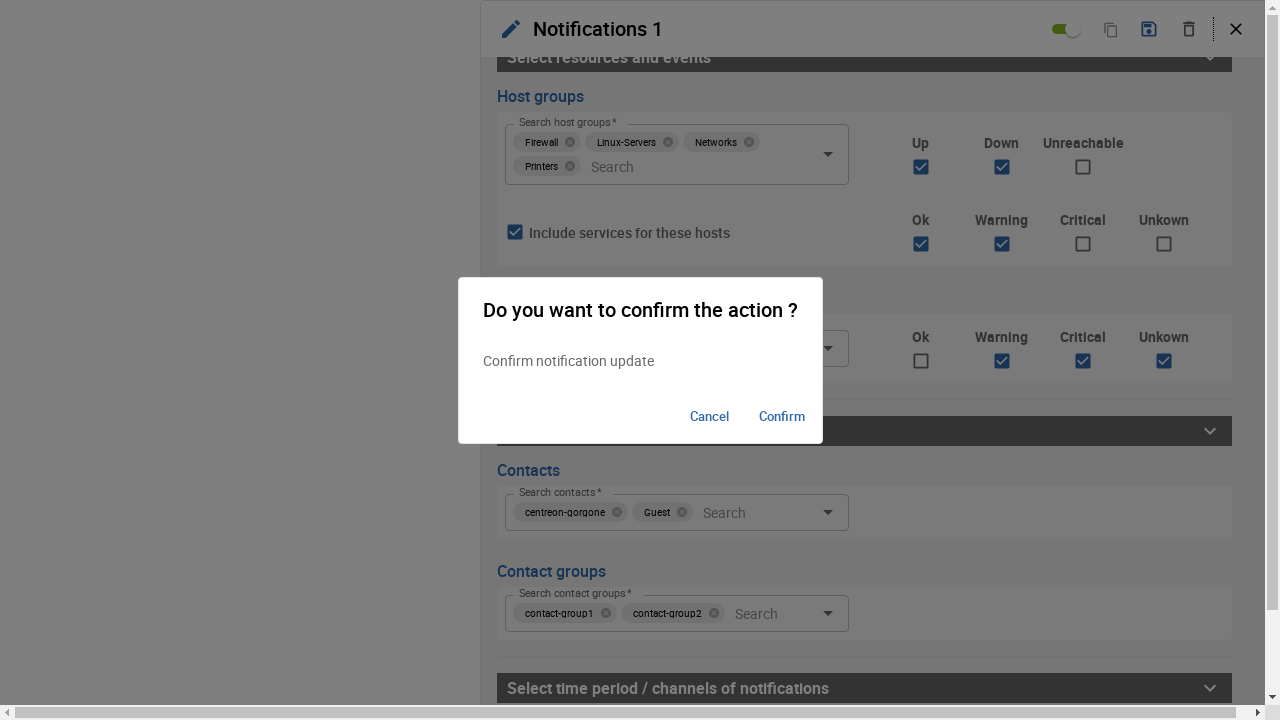 Notifications 1
Select resources and events
Host groups
Search host groups *
Firewall Linux-Servers Networks
Printers Search
Up Down Unreachable
Include services for these hosts
Ok Warning Critical Unkown
Do you want to confirm the action ?
Confirm notification update
Cancel Confirm
Ok Warning Critical Unkown
Contacts
Search contacts *
centreon-gorgone Guest Search
Contact groups
Search contact groups *
contact-group1 contact-group2 Search
Select time period / channels of notifications